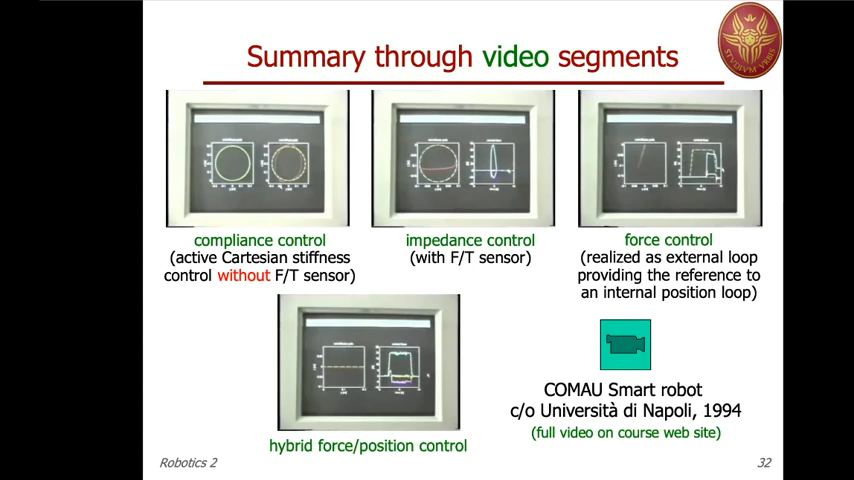 Summary through video segments
STVDIVM VRBIS
compliance control
(active Cartesian stiffness
control without F/T sensor)
impedance control
(with F/T sensor)
force control
(realized as external loop
providing the reference to
an internal position loop)
hybrid force/position control
COMAU Smart robot
c/o Università di Napoli, 1994
(full video on course web site)
Robotics 2
32